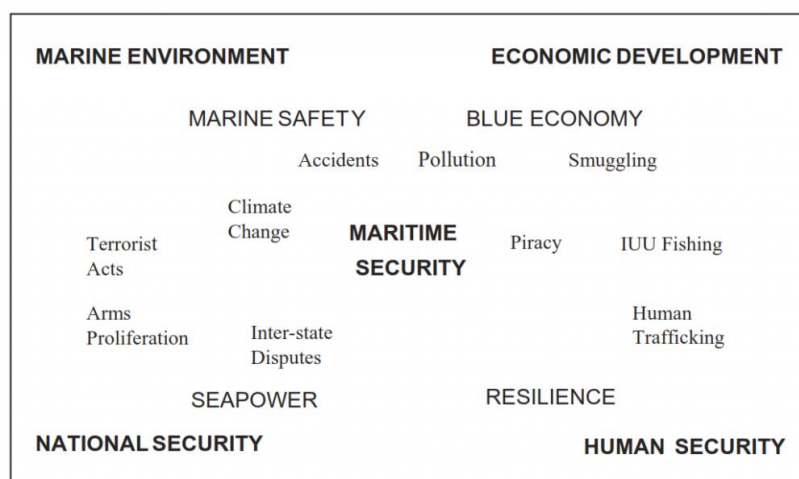 MARINE ENVIRONMENT
ECONOMIC DEVELOPMENT
MARINE SAFETY
BLUE ECONOMY
Accidents
Pollution
Smuggling
Climate
Change
MARITIME
SECURITY
Terrorist
Acts
Piracy
IUU Fishing
Arms
Proliferation
Inter-state
Disputes
Human
Trafficking
SEAPOWER
RESILIENCE
NATIONAL SECURITY
HUMAN SECURITY